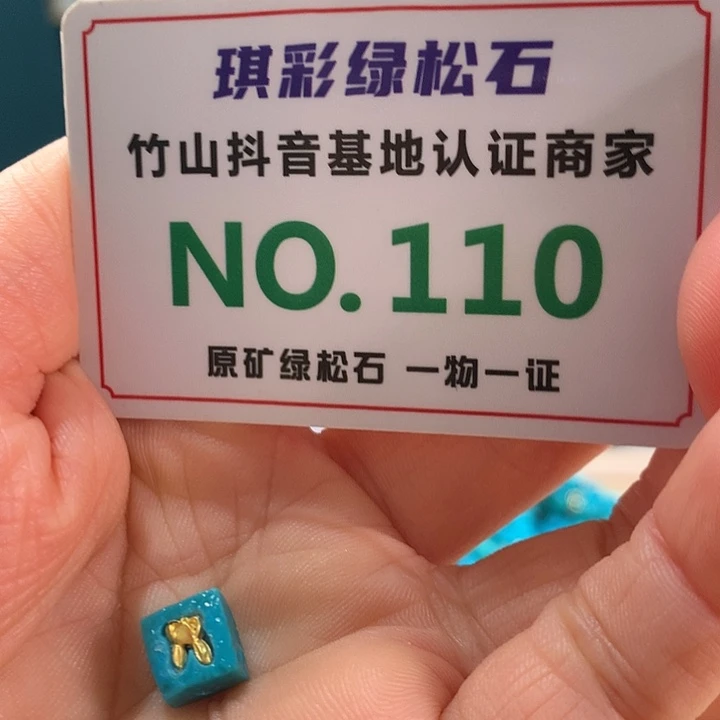 琪彩绿松石
竹山抖音基地认证商家
NO.110
原矿绿松石 一物一证